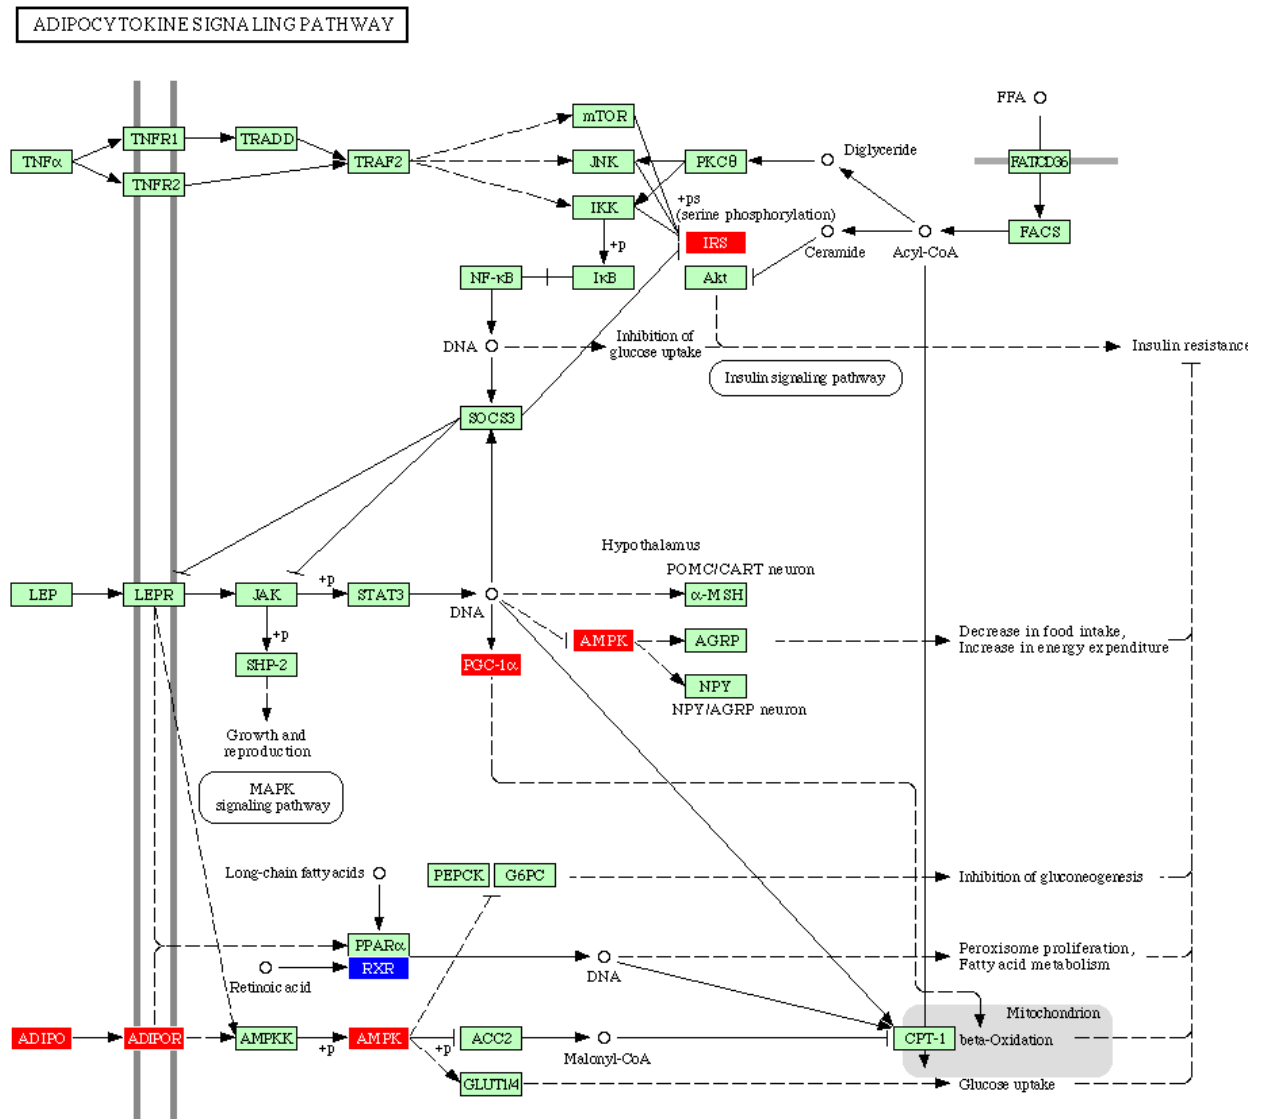 ADIPOCYTOKINE SIGNALING PATHWAY
FFA
mTOR
TNFR1
TRADD
TNFα
TRAF2
JNK
PKCθ
Diglyceride
FAT/CD36
TNFR2
+ps
(serine phosphorylation)
IKK
IRS
FACS
+p
Ceramide
Acyl-CoA
NF-κB
IκB
Akt
DNA
Inhibition of
glucose uptake
Insulin resistance
Insulin signaling pathway
SOCS3
Hypothalamus
POMC/CART neuron
LEP
LEPR
JAK
+p
STAT3
DNA
α-MSH
+p
AMPK
AGRP
Decrease in food intake,
Increase in energy expenditure
SHP-2
PGC-1α
NPY
NPY/AGRP neuron
Growth and
reproduction
MAPK
signaling pathway
Long-chain fatty acids
PEPCK
G6PC
Inhibition of gluconeogenesis
PPARα
RXR
Retinoic acid
DNA
Peroxisome proliferation,
Fatty acid metabolism
Mitochondrion
ADIPO
ADIPOR
AMPKK
+p
AMPK
+p
ACC2
Malonyl-CoA
CPT-1
beta-Oxidation
GLUT1/4
Glucose uptake